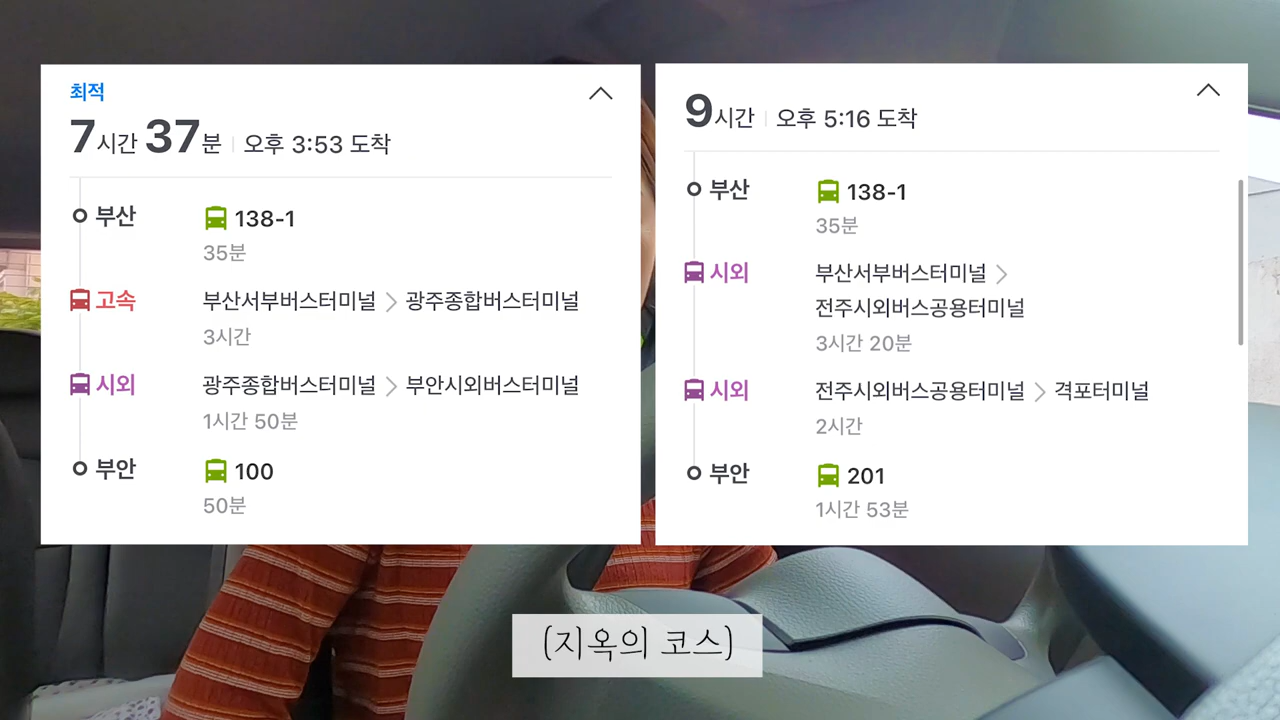 최적
7시간 37분 | 오후 3:53 도착
부산 138-1
35분
고속 부산서부버스터미널 > 광주종합버스터미널
3시간
시외 광주종합버스터미널 > 부안시외버스터미널
1시간 50분
부안 100
50분
9시간 | 오후 5:16 도착
부산 138-1
35분
시외 부산서부버스터미널 >
전주시외버스공용터미널
3시간 20분
시외 전주시외버스공용터미널 > 격포터미널
2시간
부안 201
1시간 53분
(지옥의 코스)